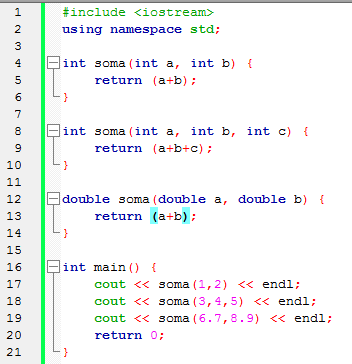 1 #include <iostream>
2 using namespace std;
3
4 int soma(int a, int b) {
5 return (a+b);
6 }
7
8 int soma(int a, int b, int c) {
9 return (a+b+c);
10 }
11
12 double soma(double a, double b) {
13 return (a+b);
14 }
15
16 int main() {
17 cout << soma(1,2) << endl;
18 cout << soma(3,4,5) << endl;
19 cout << soma(6.7,8.9) << endl;
20 return 0;
21 }